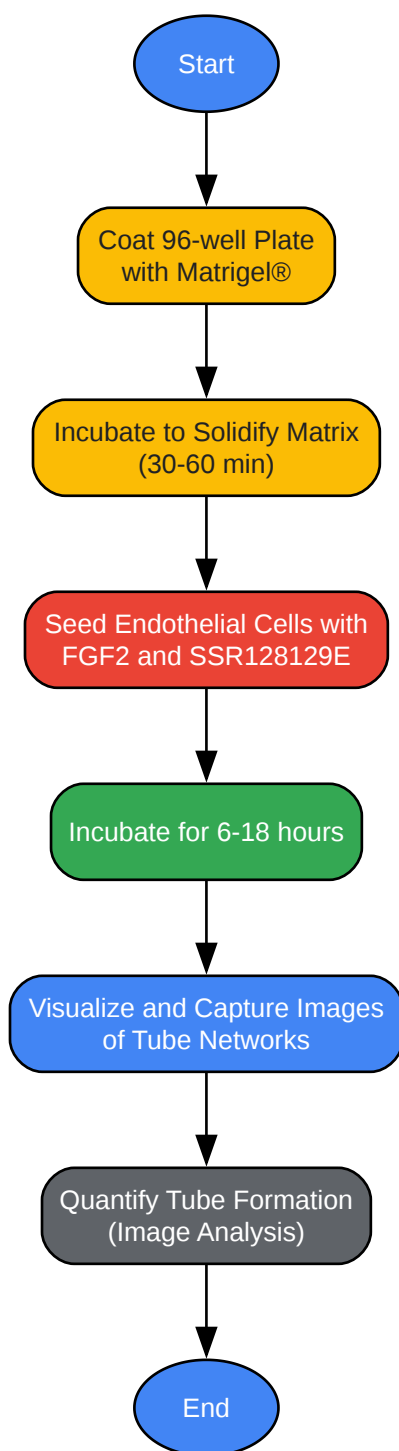 Start
Coat 96-well Plate
with Matrigel®
Incubate to Solidify Matrix
(30-60 min)
Seed Endothelial Cells with
FGF2 and SSR128129E
Incubate for 6-18 hours
Visualize and Capture Images
of Tube Networks
Quantify Tube Formation
(Image Analysis)
End